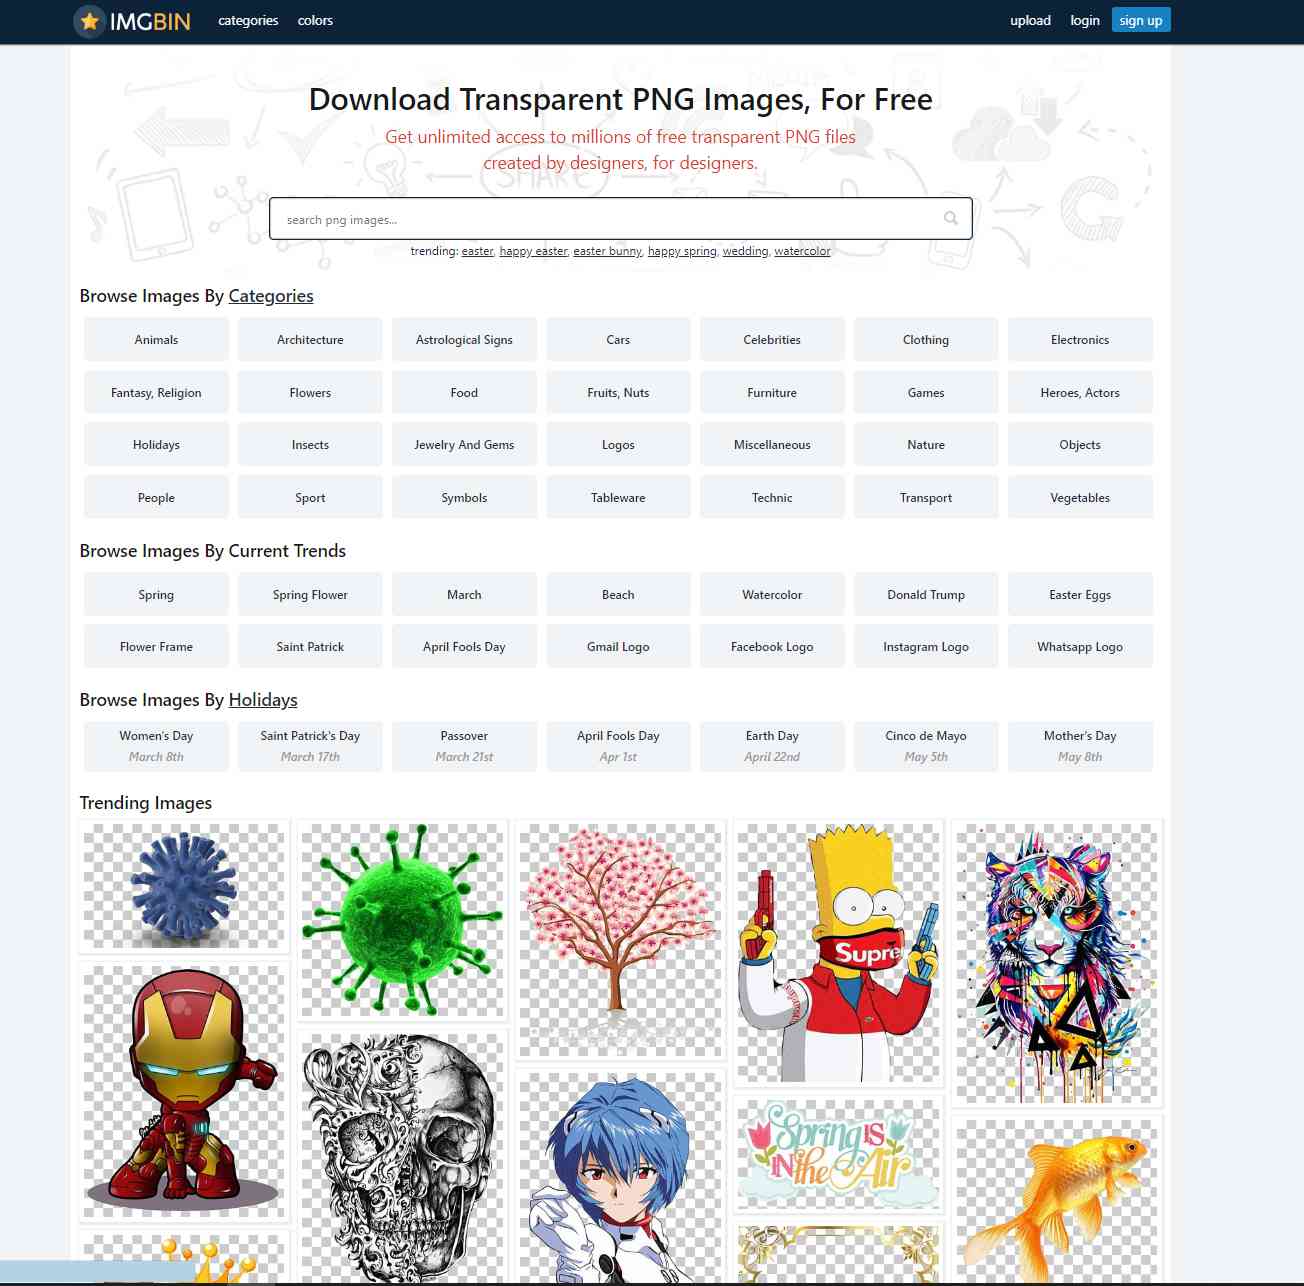 IMGBIN categories colors upload login sign up
Download Transparent PNG Images, For Free
Get unlimited access to millions of free transparent PNG files
created by designers, for designers.
SHARE
search png images...
trending: easter, happy easter, easter bunny, happy spring, wedding, watercolor
Browse Images By Categories
Animals Architecture Astrological Signs Cars Celebrities Clothing Electronics
Fantasy, Religion Flowers Food Fruits, Nuts Furniture Games Heroes, Actors
Holidays Insects Jewelry And Gems Logos Miscellaneous Nature Objects
People Sport Symbols Tableware Technic Transport Vegetables
Browse Images By Current Trends
Spring Spring Flower March Beach Watercolor Donald Trump Easter Eggs
Flower Frame Saint Patrick April Fools Day Gmail Logo Facebook Logo Instagram Logo Whatsapp Logo
Browse Images By Holidays
Women's Day Saint Patrick's Day Passover April Fools Day Earth Day Cinco de Mayo Mother's Day
March 8th March 17th March 21st Apr 1st April 22nd May 5th May 8th
Trending Images
Supre
Spring IS
IN the Air